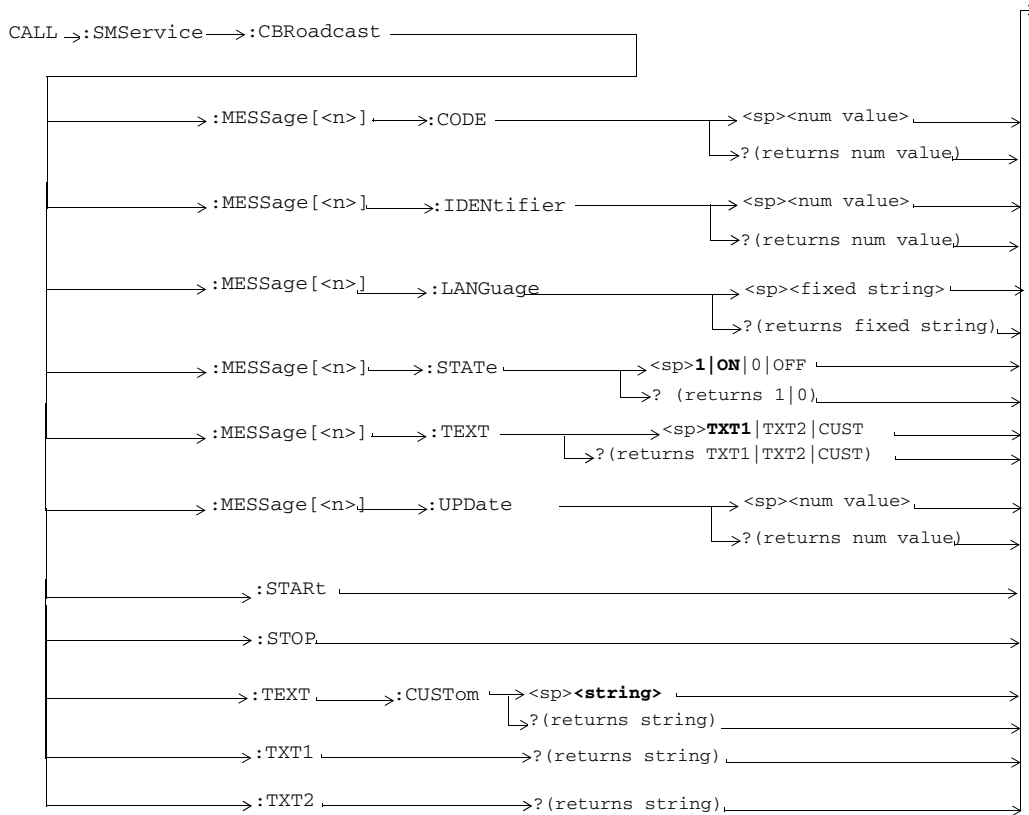 CALL :SMService :CBRoadcast
:MESSage[<n>] :CODE <sp><num value>
?(returns num value)
:MESSage[<n>] :IDENtifier <sp><num value>
?(returns num value)
:MESSage[<n>] :LANGuage <sp><fixed string>
?(returns fixed string)
:MESSage[<n>] :STATe <sp>1|ON|0|OFF
? (returns 1|0)
:MESSage[<n>] :TEXT <sp>TXT1|TXT2|CUST
?(returns TXT1|TXT2|CUST)
:MESSage[<n>] :UPDate <sp><num value>
?(returns num value)
:STARt
:STOP
:TEXT :CUSTom <sp><string>
?(returns string)
:TXT1 ?(returns string)
:TXT2 ?(returns string)